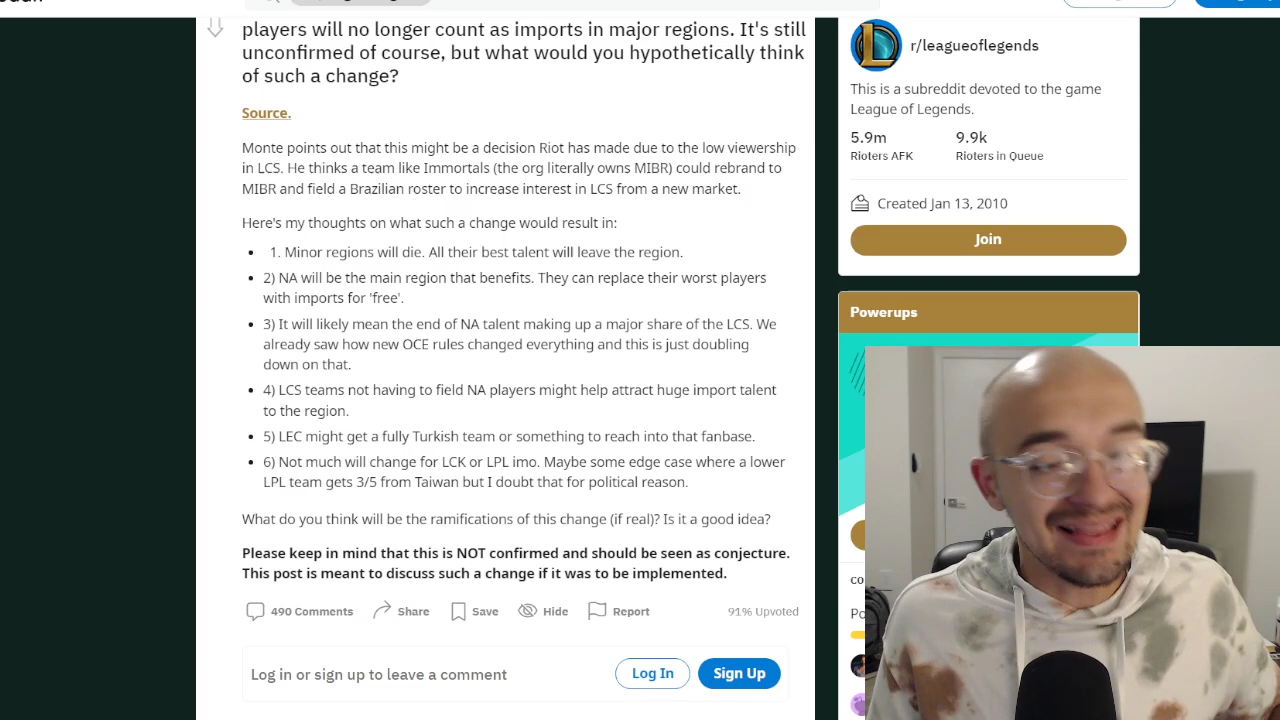 players will no longer count as imports in major regions. It's still
unconfirmed of course, but what would you hypothetically think
of such a change?
Source.
Monte points out that this might be a decision Riot has made due to the low viewership
in LCS. He thinks a team like Immortals (the org literally owns MIBR) could rebrand to
MIBR and field a Brazilian roster to increase interest in LCS from a new market.
Here's my thoughts on what such a change would result in:
• 1. Minor regions will die. All their best talent will leave the region.
• 2) NA will be the main region that benefits. They can replace their worst players
with imports for 'free'.
• 3) It will likely mean the end of NA talent making up a major share of the LCS. We
already saw how new OCE rules changed everything and this is just doubling
down on that.
• 4) LCS teams not having to field NA players might help attract huge import talent
to the region.
• 5) LEC might get a fully Turkish team or something to reach into that fanbase.
• 6) Not much will change for LCK or LPL imo. Maybe some edge case where a lower
LPL team gets 3/5 from Taiwan but I doubt that for political reason.
What do you think will be the ramifications of this change (if real)? Is it a good idea?
Please keep in mind that this is NOT confirmed and should be seen as conjecture.
This post is meant to discuss such a change if it was to be implemented.
490 Comments Share Save Hide Report 91% Upvoted
Log in or sign up to leave a comment Log In Sign Up
r/leagueoflegends
This is a subreddit devoted to the game
League of Legends.
5.9m 9.9k
Rioters AFK Rioters in Queue
Created Jan 13, 2010
Join
Powerups